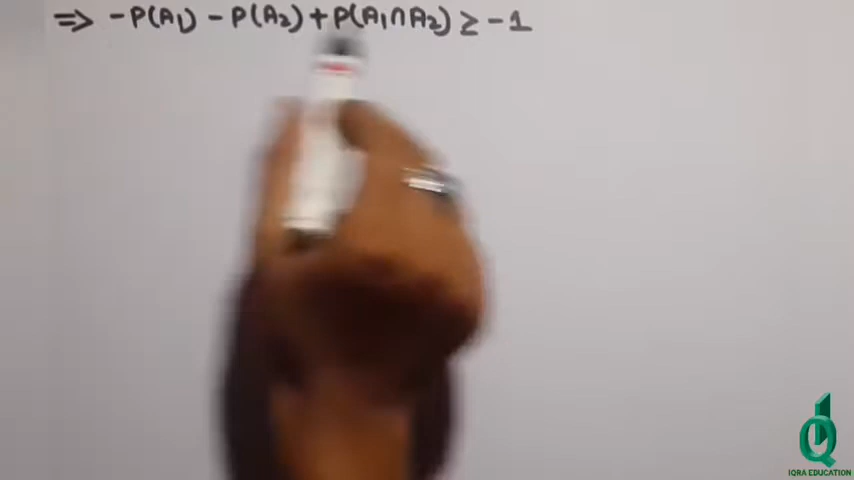 ⇒ -P(A₁) - P(A₂) + P(A₁∩A₂) ≥ -1
IQRA EDUCATION